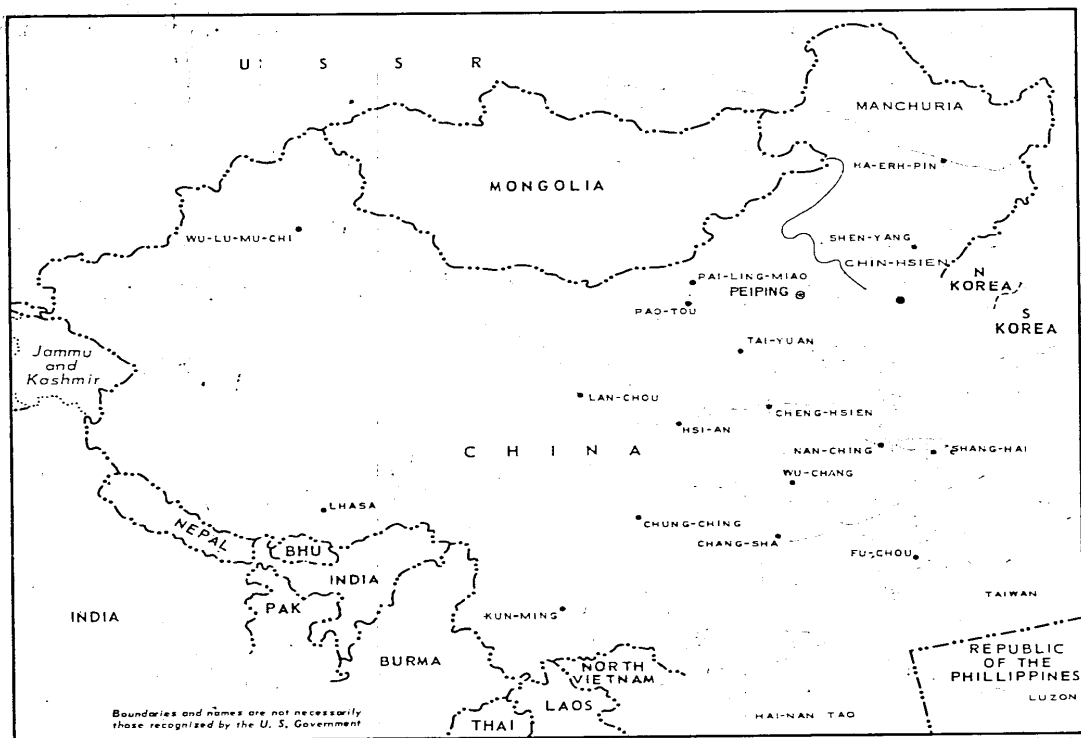 U S S R
MANCHURIA
HA-ERH-PIN
MONGOLIA
WU-LU-MU-CHI
SHEN-YANG
CHIN-HSIEN
PAI-LING-MIAO
PEIPING
N
KOREA
PAO-TOU
S
KOREA
TAI-YUAN
Jammu
and
Kashmir
LAN-CHOU
CHENG-HSIEN
HSI-AN
CHINA
NAN-CHING
SHANG-HAI
WU-CHANG
LHASA
CHUNG-CHING
NEPAL
BHU
CHANG-SHA
FU-CHOU
INDIA
TAIWAN
PAK
INDIA
KUN-MING
BURMA
NORTH
VIETNAM
REPUBLIC
OF THE
PHILLIPPINES
LUZON
LAOS
Boundaries and names are not necessarily
those recognized by the U. S. Government
THAI
HAI-NAN TAO